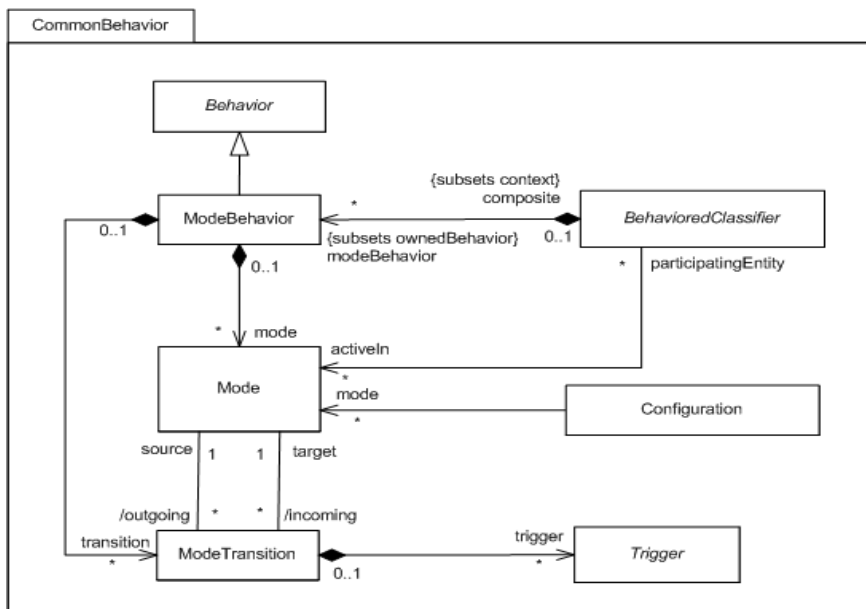 CommonBehavior
Behavior
{subsets context}
composite
*
ModeBehavior
BehavioredClassifier
0..1
{subsets ownedBehavior}
0..1
modeBehavior
0..1
*
participatingEntity
*
mode
activeIn
*
Mode
mode
*
Configuration
source
1
1
target
/outgoing
*
*
/incoming
transition
*
ModeTransition
trigger
0..1
*
Trigger